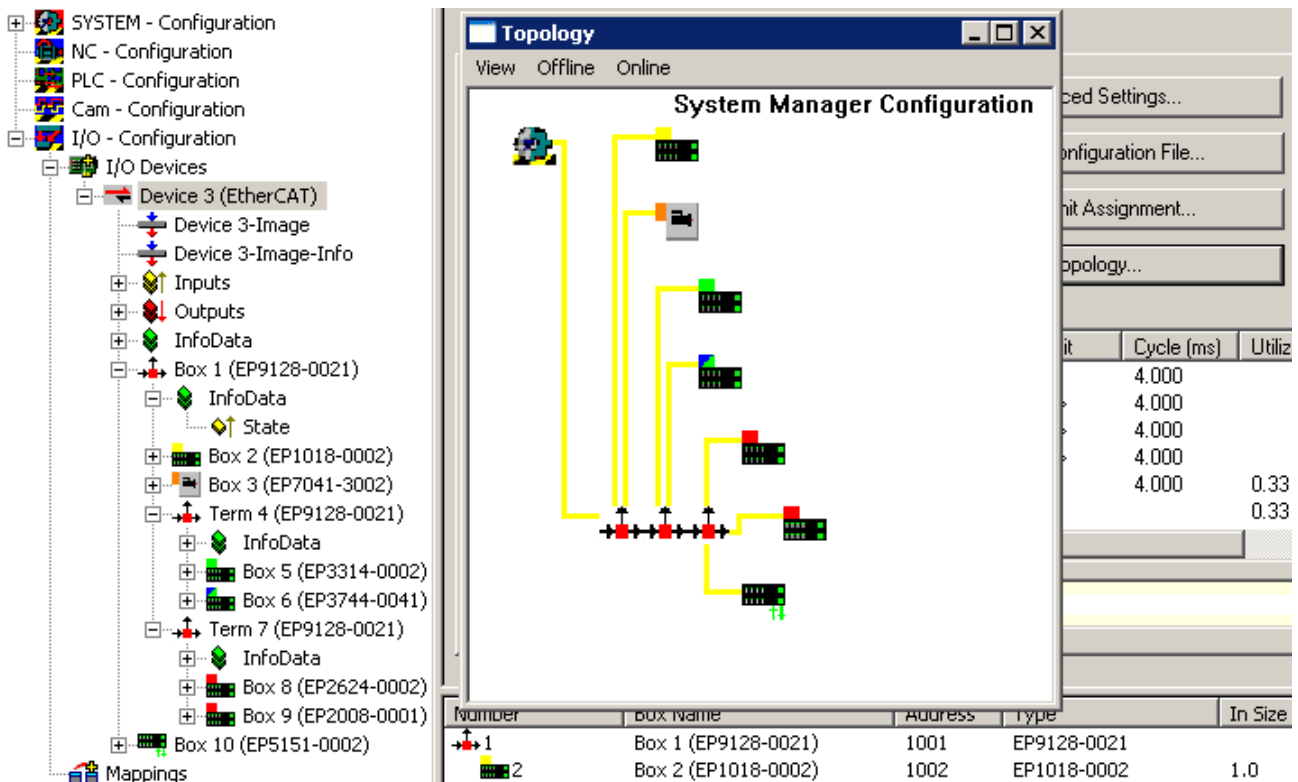 SYSTEM - Configuration
NC - Configuration
PLC - Configuration
Cam - Configuration
I/O - Configuration
I/O Devices
Device 3 (EtherCAT)
Device 3-Image
Device 3-Image-Info
Inputs
Outputs
InfoData
Box 1 (EP9128-0021)
InfoData
State
Box 2 (EP1018-0002)
Box 3 (EP7041-3002)
Term 4 (EP9128-0021)
InfoData
Box 5 (EP3314-0002)
Box 6 (EP3744-0041)
Term 7 (EP9128-0021)
InfoData
Box 8 (EP2624-0002)
Box 9 (EP2008-0001)
Box 10 (EP5151-0002)
Mappings
Topology
View Offline Online
System Manager Configuration
Settings...
File...
Assignment...
Cycle (ms)
4.000
4.000
4.000
4.000
4.000 0.33
0.33
Number Box Name Address Type In Size
1 Box 1 (EP9128-0021) 1001 EP9128-0021
2 Box 2 (EP1018-0002) 1002 EP1018-0002 1.0